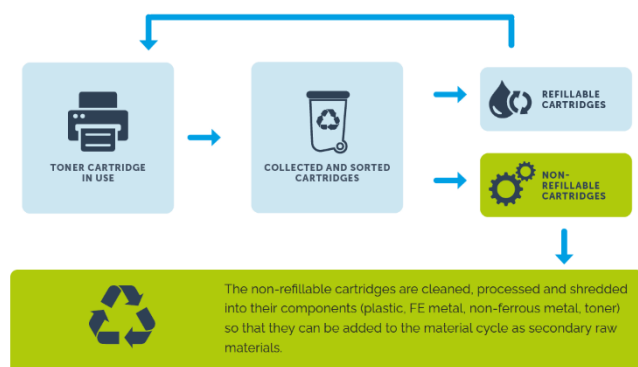 TONER CARTRIDGE
IN USE
COLLECTED AND SORTED
CARTRIDGES
REFILLABLE
CARTRIDGES
NON-
REFILLABLE
CARTRIDGES
The non-refillable cartridges are cleaned, processed and shredded
into their components (plastic, FE metal, non-ferrous metal, toner)
so that they can be added to the material cycle as secondary raw
materials.